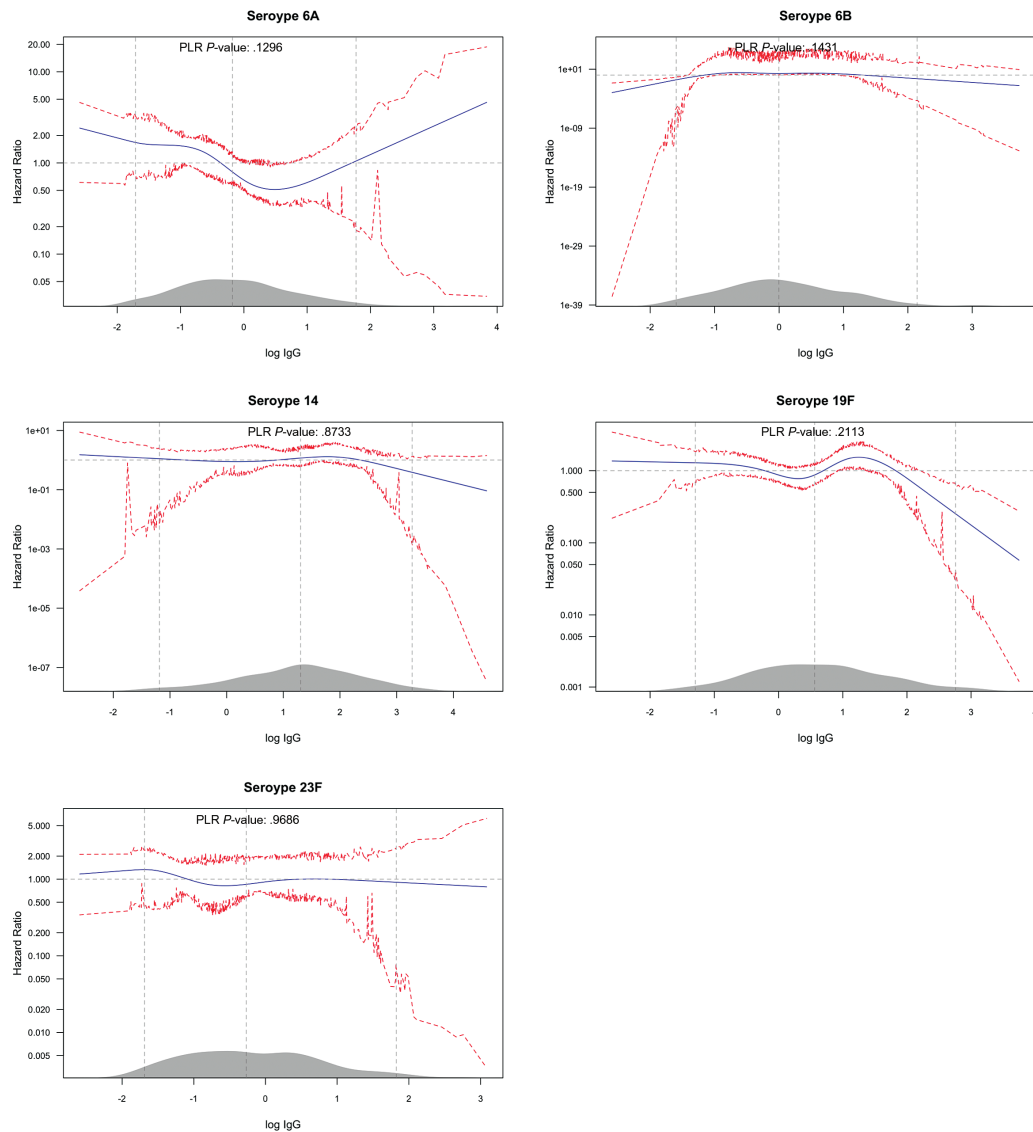 Seroype 6A
PLR P-value: .1296
Hazard Ratio
20.00
10.00
5.00
2.00
1.00
0.50
0.20
0.10
0.05
-2 -1 0 1 2 3 4
log IgG
Seroype 6B
PLR P-value: .1431
Hazard Ratio
1e+01
1e-09
1e-19
1e-29
1e-39
-2 -1 0 1 2 3
log IgG
Seroype 14
PLR P-value: .8733
Hazard Ratio
1e+01
1e-01
1e-03
1e-05
1e-07
-2 -1 0 1 2 3 4
log IgG
Seroype 19F
PLR P-value: .2113
Hazard Ratio
1.000
0.500
0.100
0.050
0.010
0.005
0.001
-2 -1 0 1 2 3
log IgG
Seroype 23F
PLR P-value: .9686
Hazard Ratio
5.000
2.000
1.000
0.500
0.200
0.100
0.050
0.020
0.010
0.005
-2 -1 0 1 2 3
log IgG